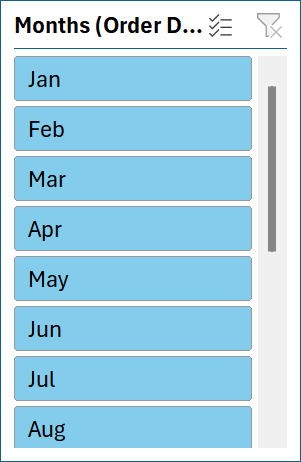 Months (Order D...
Jan
Feb
Mar
Apr
May
Jun
Jul
Aug